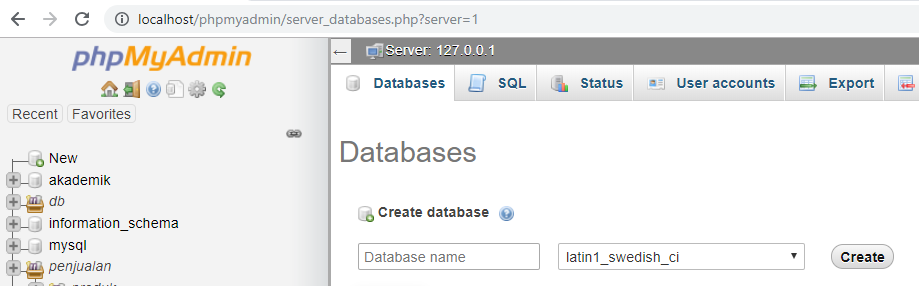 localhost/phpmyadmin/server_databases.php?server=1
phpMyAdmin
Recent Favorites
New
akademik
db
information_schema
mysql
penjualan
produk
Server: 127.0.0.1
Databases SQL Status User accounts Export
Databases
Create database
Database name latin1_swedish_ci Create